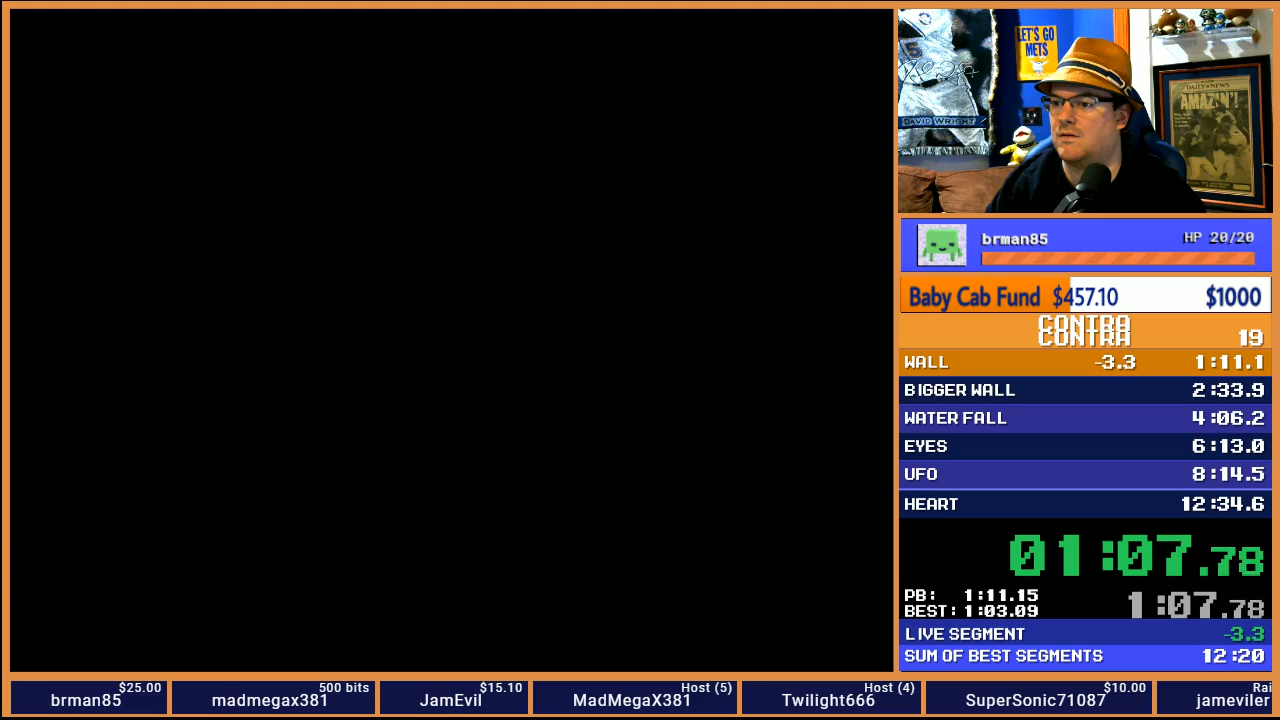 LET'S GO
METS
5
DAVID WRIGHT
DAILY NEWS
AMAZIN'!
brman85 HP 20/20
Baby Cab Fund $457.10 $1000
CONTRA
CONTRA 19
WALL -3.3 1:11.1
BIGGER WALL 2:33.9
WATER FALL 4:06.2
EYES 6:13.0
UFO 8:14.5
HEART 12:34.6
01:07.78
PB: 1:11.15
BEST: 1:03.09 1:07.78
LIVE SEGMENT -3.3
SUM OF BEST SEGMENTS 12:20
$25.00 500 bits $15.10 Host (5) Host (4) $10.00 Rai
brman85 madmegax381 JamEvil MadMegaX381 Twilight666 SuperSonic71087 jameviler